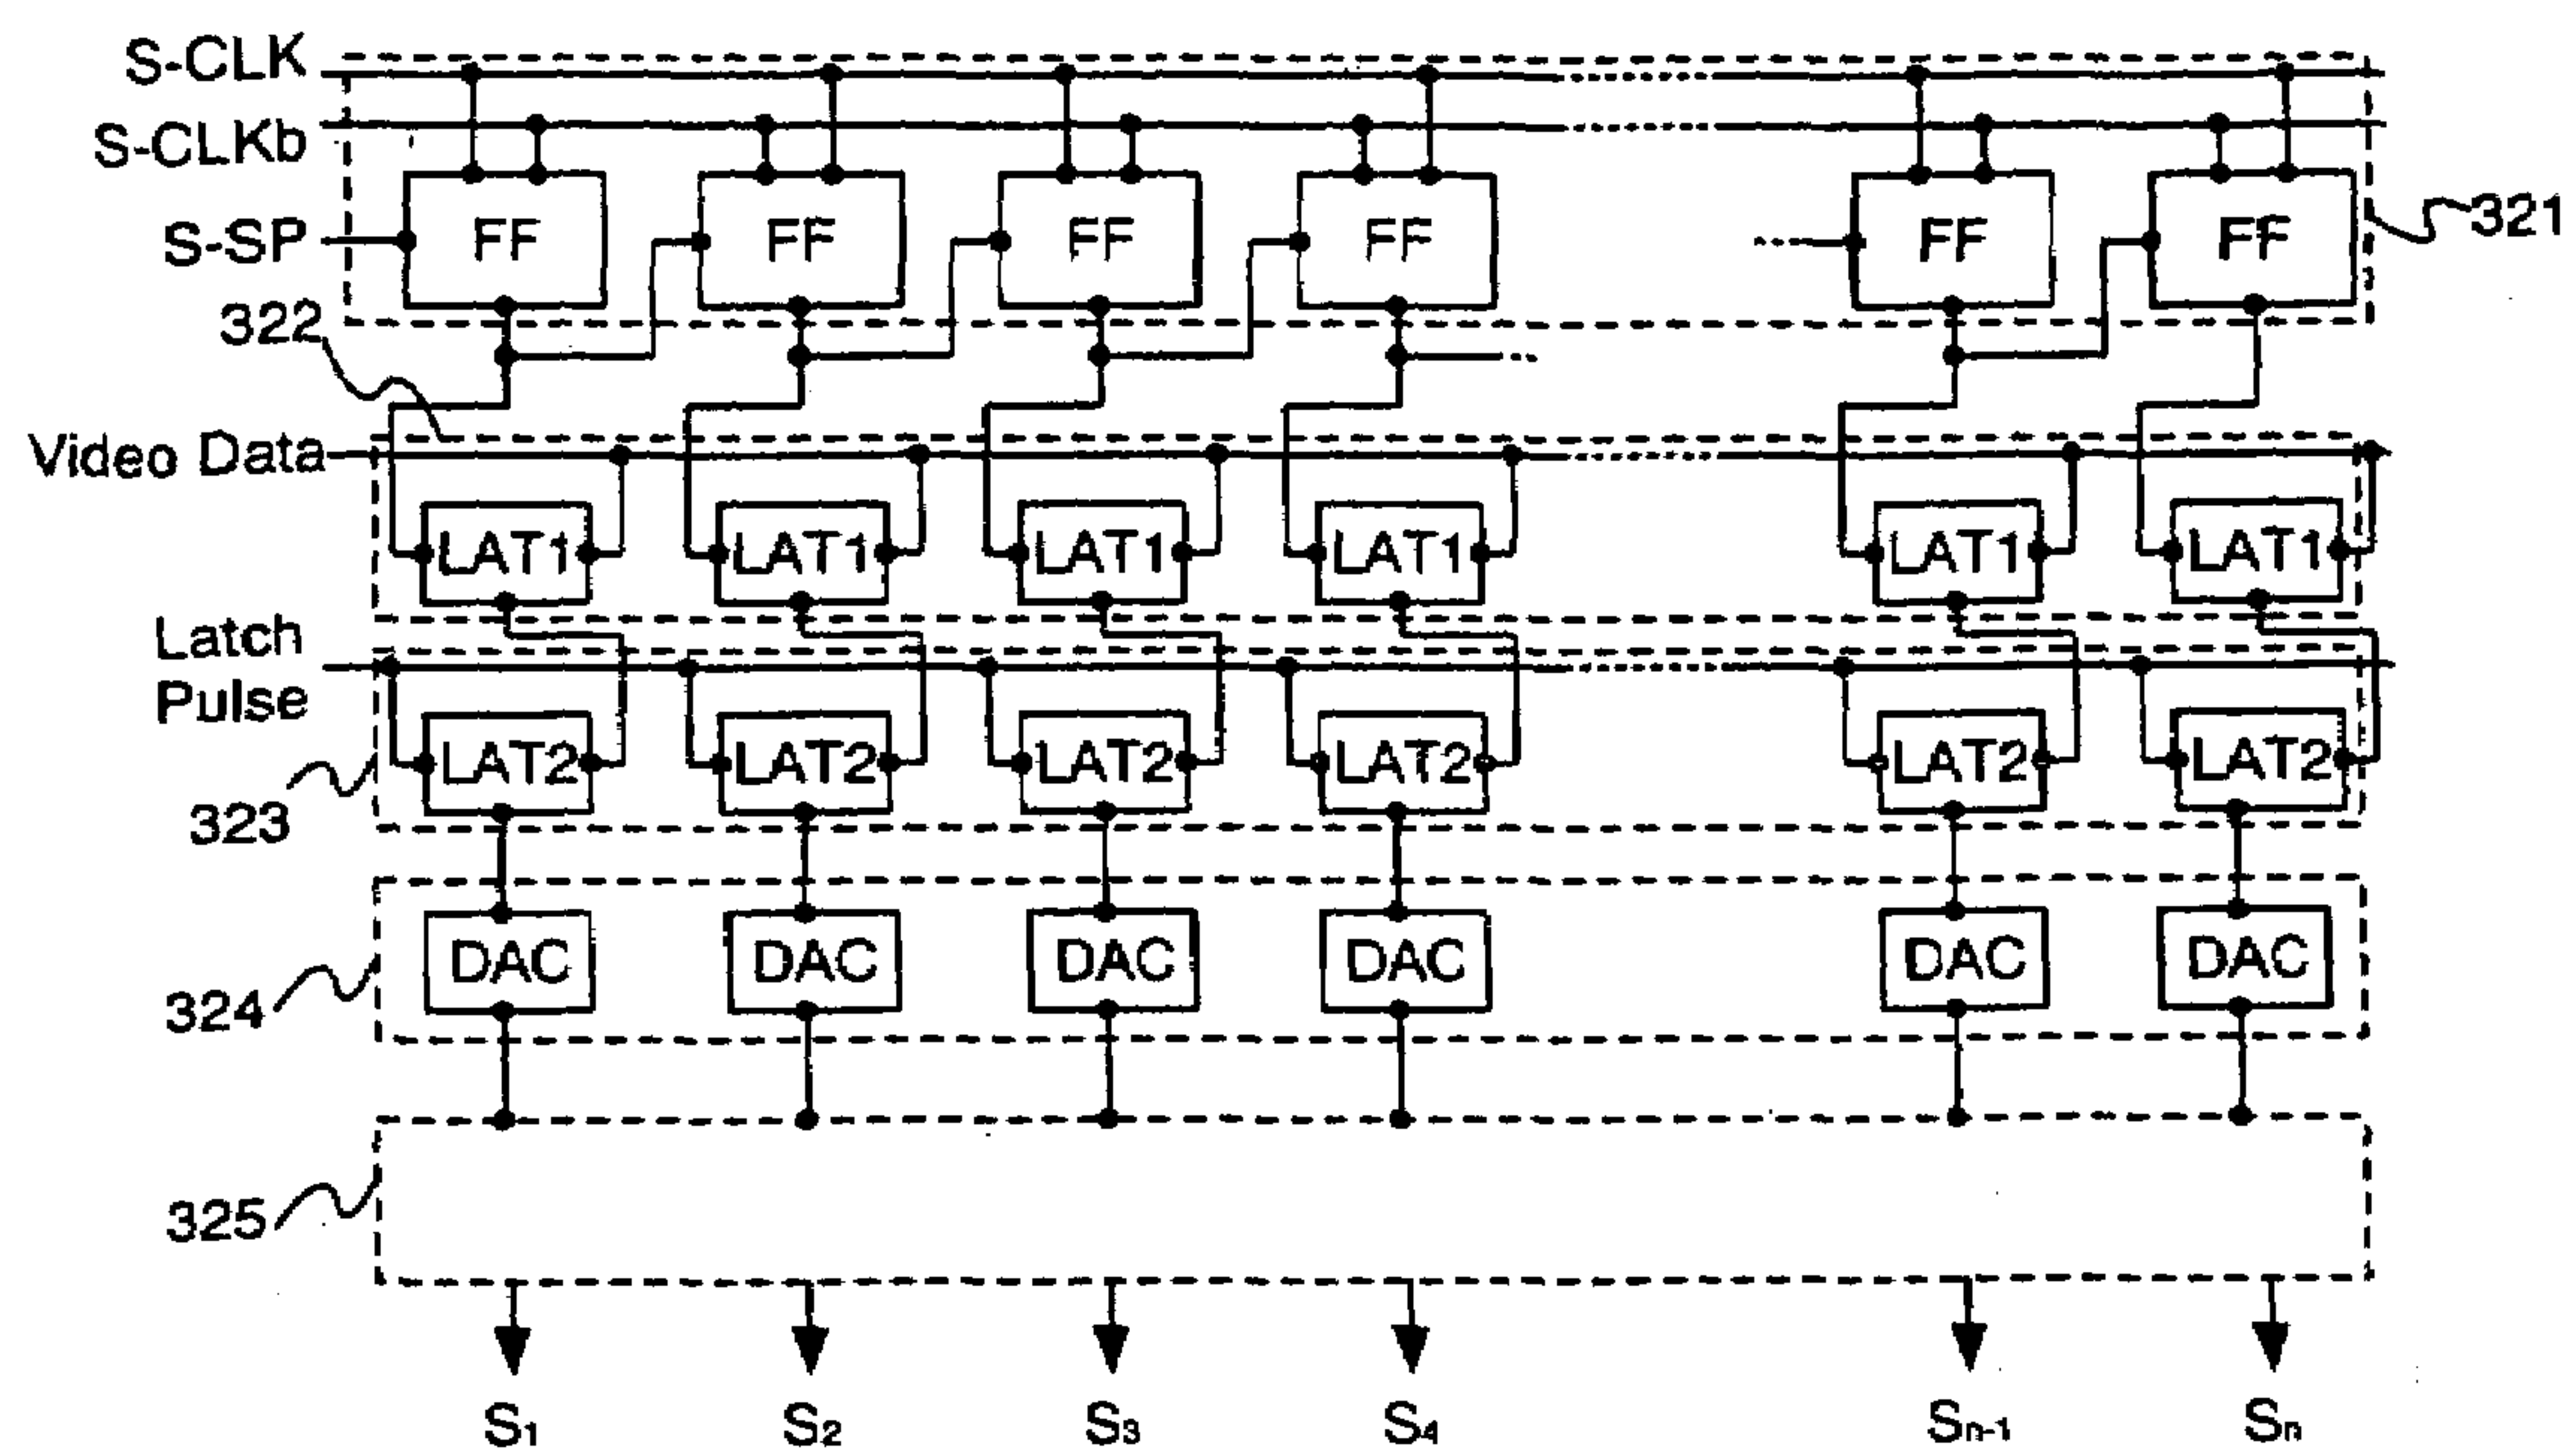 S-CLK
S-CLKb
S-SP
FF FF FF FF FF FF
321
322
Video Data
LAT1 LAT1 LAT1 LAT1 LAT1 LAT1
Latch
Pulse
LAT2 LAT2 LAT2 LAT2 LAT2 LAT2
323
DAC DAC DAC DAC DAC DAC
324
325
S1 S2 S3 S4 Sn-1 Sn